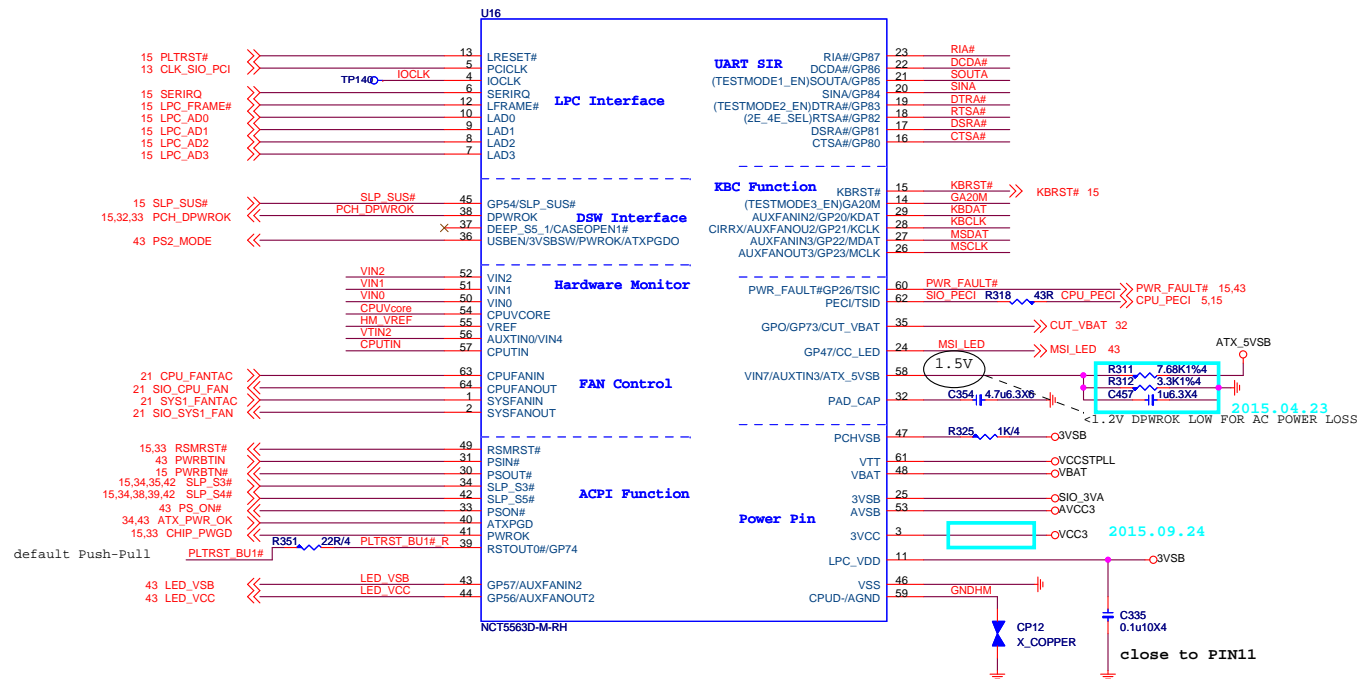 U16
15 PLTRST# 13 LRESET#
13 CLK_SIO_PCI 5 PCICLK
TP140 IOCLK 4 IOCLK
15 SERIRQ 6 SERIRQ
15 LPC_FRAME# 12 LFRAME#
15 LPC_AD0 10 LAD0
15 LPC_AD1 9 LAD1
15 LPC_AD2 8 LAD2
15 LPC_AD3 7 LAD3
LPC Interface
UART SIR
RIA#/GP87 23 RIA#
DCDA#/GP86 22 DCDA#
(TESTMODE1_EN)SOUTA/GP85 21 SOUTA
SINA/GP84 20 SINA
(TESTMODE2_EN)DTRA#/GP83 19 DTRA#
(2E_4E_SEL)RTSA#/GP82 18 RTSA#
DSRA#/GP81 17 DSRA#
CTSA#/GP80 16 CTSA#
15 SLP_SUS# SLP_SUS# 45 GP54/SLP_SUS#
15,32,33 PCH_DPWROK PCH_DPWROK 38 DPWROK
37 DEEP_S5_1/CASEOPEN1#
43 PS2_MODE 36 USBEN/3VSBSW/PWROK/ATXPGDO
DSW Interface
KBC Function
KBRST# 15 KBRST# KBRST# 15
(TESTMODE3_EN)GA20M 14 GA20M
AUXFANIN2/GP20/KDAT 29 KBDAT
CIRRX/AUXFANOU2/GP21/KCLK 28 KBCLK
AUXFANIN3/GP22/MDAT 27 MSDAT
AUXFANOUT3/GP23/MCLK 26 MSCLK
VIN2 52 VIN2
VIN1 51 VIN1
VIN0 50 VIN0
CPUVcore 54 CPUVCORE
HM_VREF 55 VREF
VTIN2 56 AUXTIN0/VIN4
CPUTIN 57 CPUTIN
Hardware Monitor
PWR_FAULT#GP26/TSIC 60 PWR_FAULT# PWR_FAULT# 15,43
PECI/TSID 62 SIO_PECI R318 43R CPU_PECI CPU_PECI 5,15
GPO/GP73/CUT_VBAT 35 CUT_VBAT 32
GP47/CC_LED 24 MSI_LED MSI_LED 43
ATX_5VSB
1.5V
VIN7/AUXTIN3/ATX_5VSB 58 R311 7.68K1%4
R312 3.3K1%4
PAD_CAP 32 C354 4.7u6.3X6 C457 1u6.3X4
2015.04.23
<1.2V DPWROK LOW FOR AC POWER LOSS
21 CPU_FANTAC 63 CPUFANIN
21 SIO_CPU_FAN 64 CPUFANOUT
21 SYS1_FANTAC 1 SYSFANIN
21 SIO_SYS1_FAN 2 SYSFANOUT
FAN Control
PCHVSB 47 R325 1K/4 3VSB
VTT 61 VCCSTPLL
VBAT 48 VBAT
3VSB 25 SIO_3VA
AVSB 53 AVCC3
3VCC 3 VCC3
2015.09.24
LPC_VDD 11 3VSB
VSS 46
CPUD-/AGND 59 GNDHM
Power Pin
15,33 RSMRST# 49 RSMRST#
43 PWRBTIN 31 PSIN#
15 PWRBTN# 30 PSOUT#
15,34,35,42 SLP_S3# 34 SLP_S3#
15,34,38,39,42 SLP_S4# 42 SLP_S5#
43 PS_ON# 33 PSON#
34,43 ATX_PWR_OK 40 ATXPGD
15,33 CHIP_PWGD 41 PWROK
default Push-Pull PLTRST_BU1# R351 22R/4 PLTRST_BU1#_R 39 RSTOUT0#/GP74
ACPI Function
43 LED_VSB LED_VSB 43 GP57/AUXFANIN2
43 LED_VCC LED_VCC 44 GP56/AUXFANOUT2
NCT5563D-M-RH
CP12
X_COPPER
C335
0.1u10X4
close to PIN11